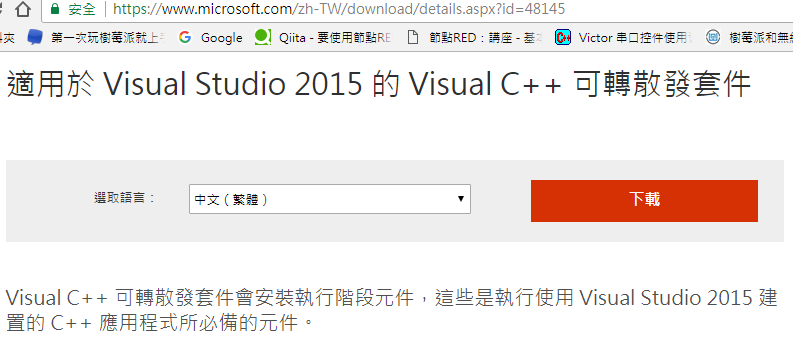 安全 https://www.microsoft.com/zh-TW/download/details.aspx?id=48145
第一次玩樹莓派就上手 Google Qiita - 要使用節點RE 節點RED：講座 - 基本 Victor 串口控件使用 樹莓派和無線
適用於 Visual Studio 2015 的 Visual C++ 可轉散發套件
選取語言： 中文 ( 繁體 ) 下載
Visual C++ 可轉散發套件會安裝執行階段元件，這些是執行使用 Visual Studio 2015 建
置的 C++ 應用程式所必備的元件。